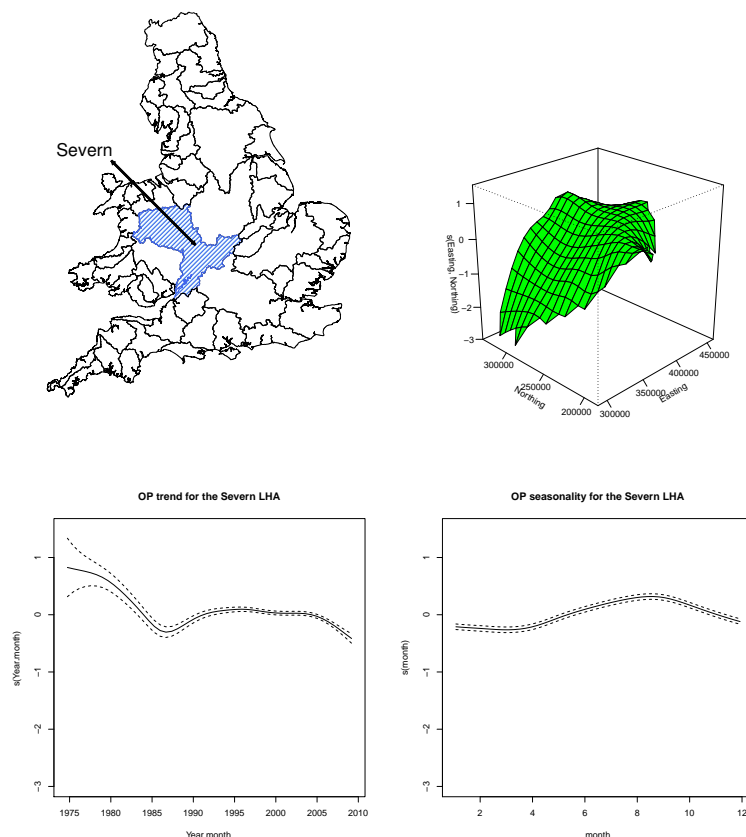 Severn
s(Easting, Northing)
1
0
−1
−2
−3
300000
250000
200000
Northing
300000
350000
400000
450000
Easting
OP trend for the Severn LHA
s(Year.month)
1
0
−1
−2
−3
1975 1980 1985 1990 1995 2000 2005 2010
Year.month
OP seasonality for the Severn LHA
s(month)
1
0
−1
−2
−3
2 4 6 8 10 12
month